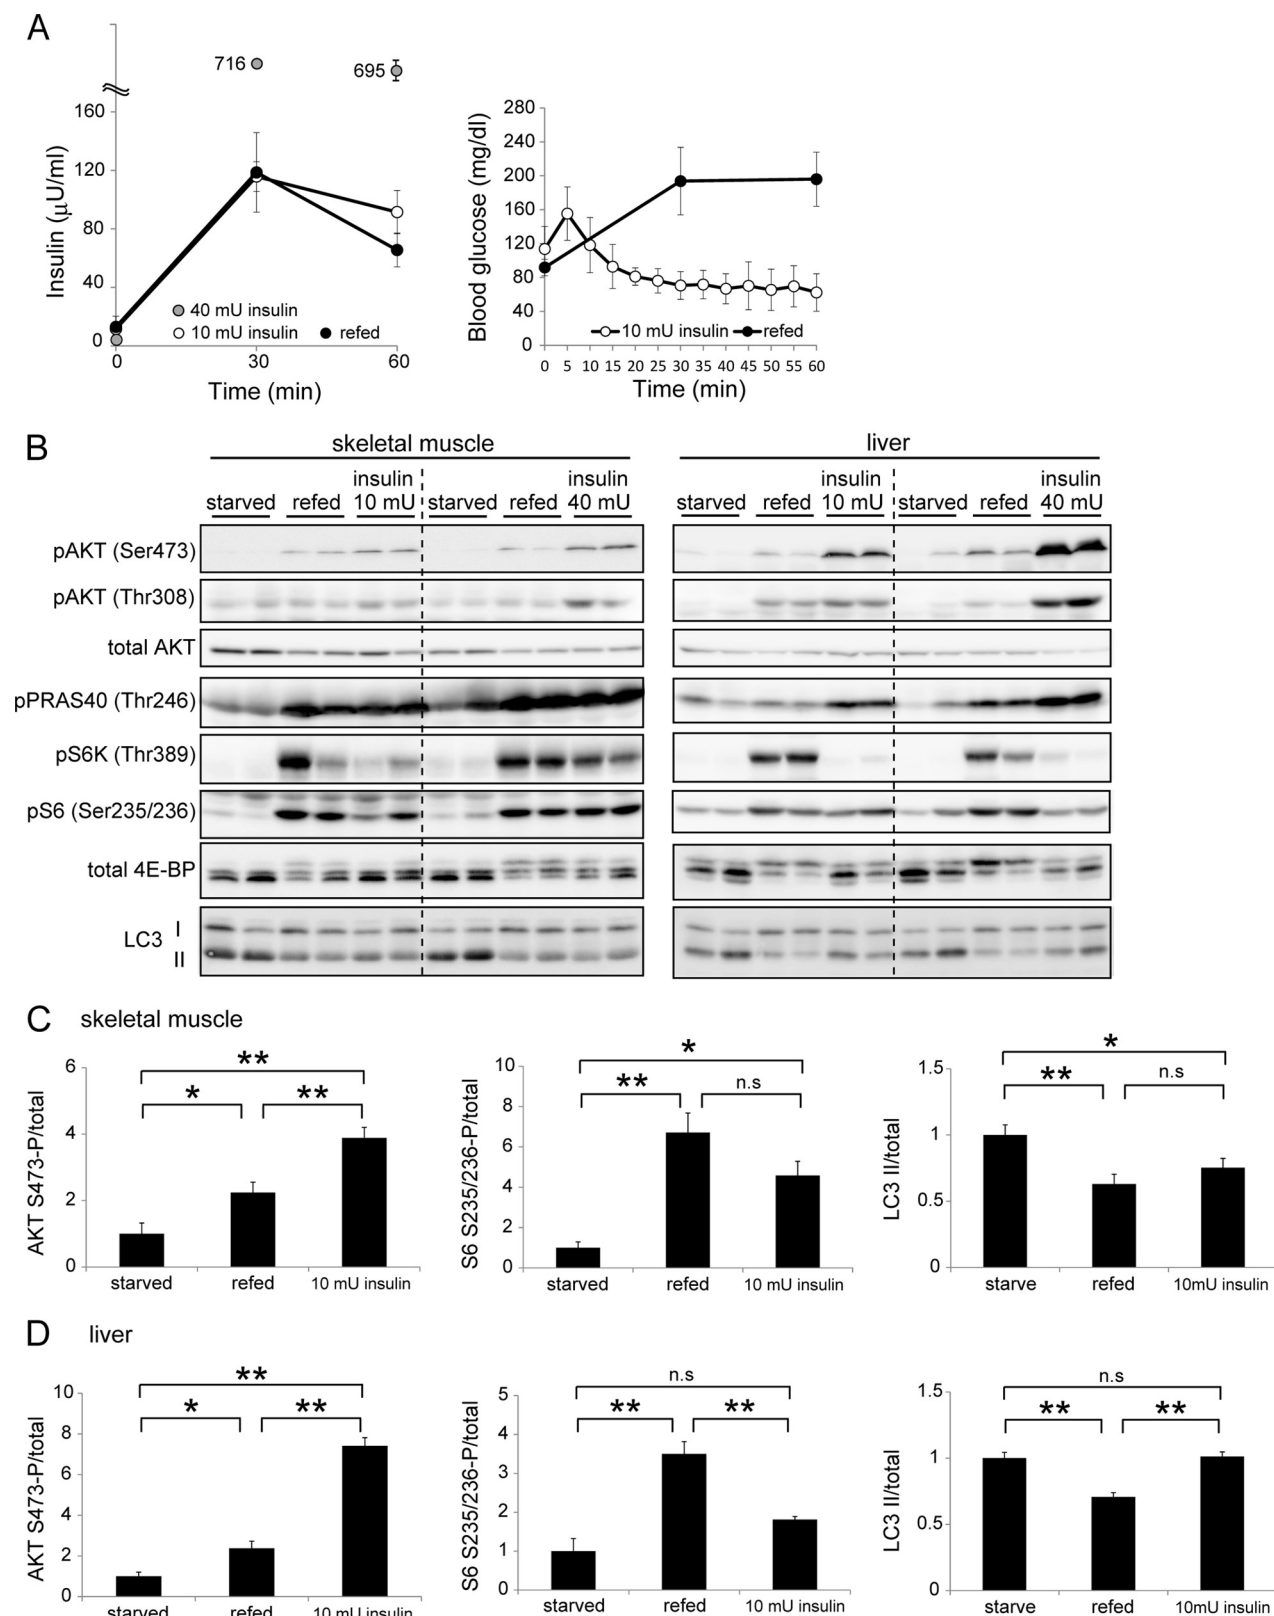 A
716
695
160
120
80
40
0
Insulin (μU/ml)
40 mU insulin
10 mU insulin
refed
0
30
60
Time (min)
280
240
200
160
120
80
40
0
Blood glucose (mg/dl)
10 mU insulin
refed
0 5 10 15 20 25 30 35 40 45 50 55 60
Time (min)
B
skeletal muscle
liver
starved refed insulin 10 mU starved refed insulin 40 mU
starved refed insulin 10 mU starved refed insulin 40 mU
pAKT (Ser473)
pAKT (Thr308)
total AKT
pPRAS40 (Thr246)
pS6K (Thr389)
pS6 (Ser235/236)
total 4E-BP
LC3 I
II
C skeletal muscle
AKT S473-P/total
6
4
2
0
**
*
**
starved refed 10 mU insulin
S6 S235/236-P/total
10
8
6
4
2
0
*
**
n.s
starved refed 10 mU insulin
LC3 II/total
1.5
1
0.5
0
*
**
n.s
starve refed 10mU insulin
D liver
AKT S473-P/total
10
8
6
4
2
0
**
*
**
starved refed 10 mU insulin
S6 S235/236-P/total
5
4
3
2
1
0
n.s
**
**
starved refed 10 mU insulin
LC3 II/total
1.5
1
0.5
0
n.s
**
**
starve refed 10mU insulin